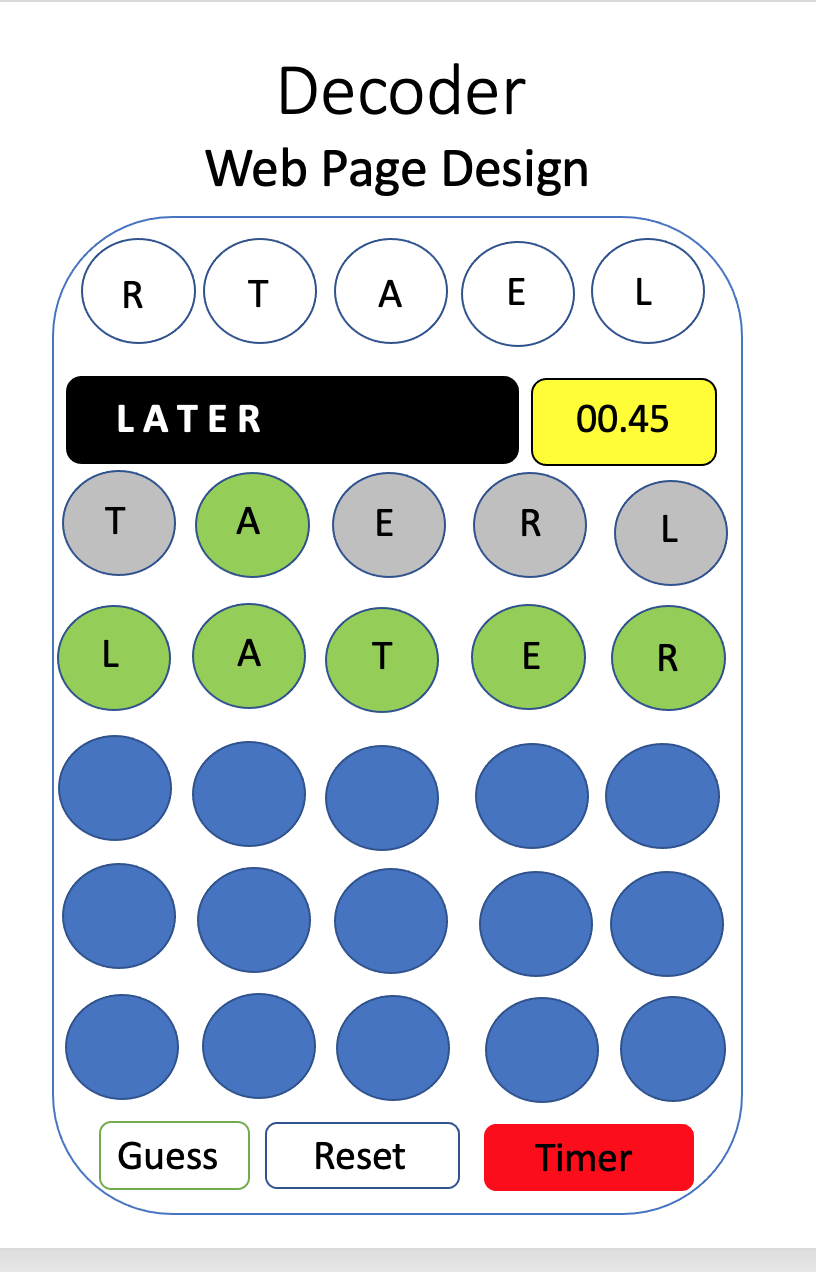 Decoder
Web Page Design
R T A E L
LATER 00.45
T A E R L
L A T E R
Guess Reset Timer